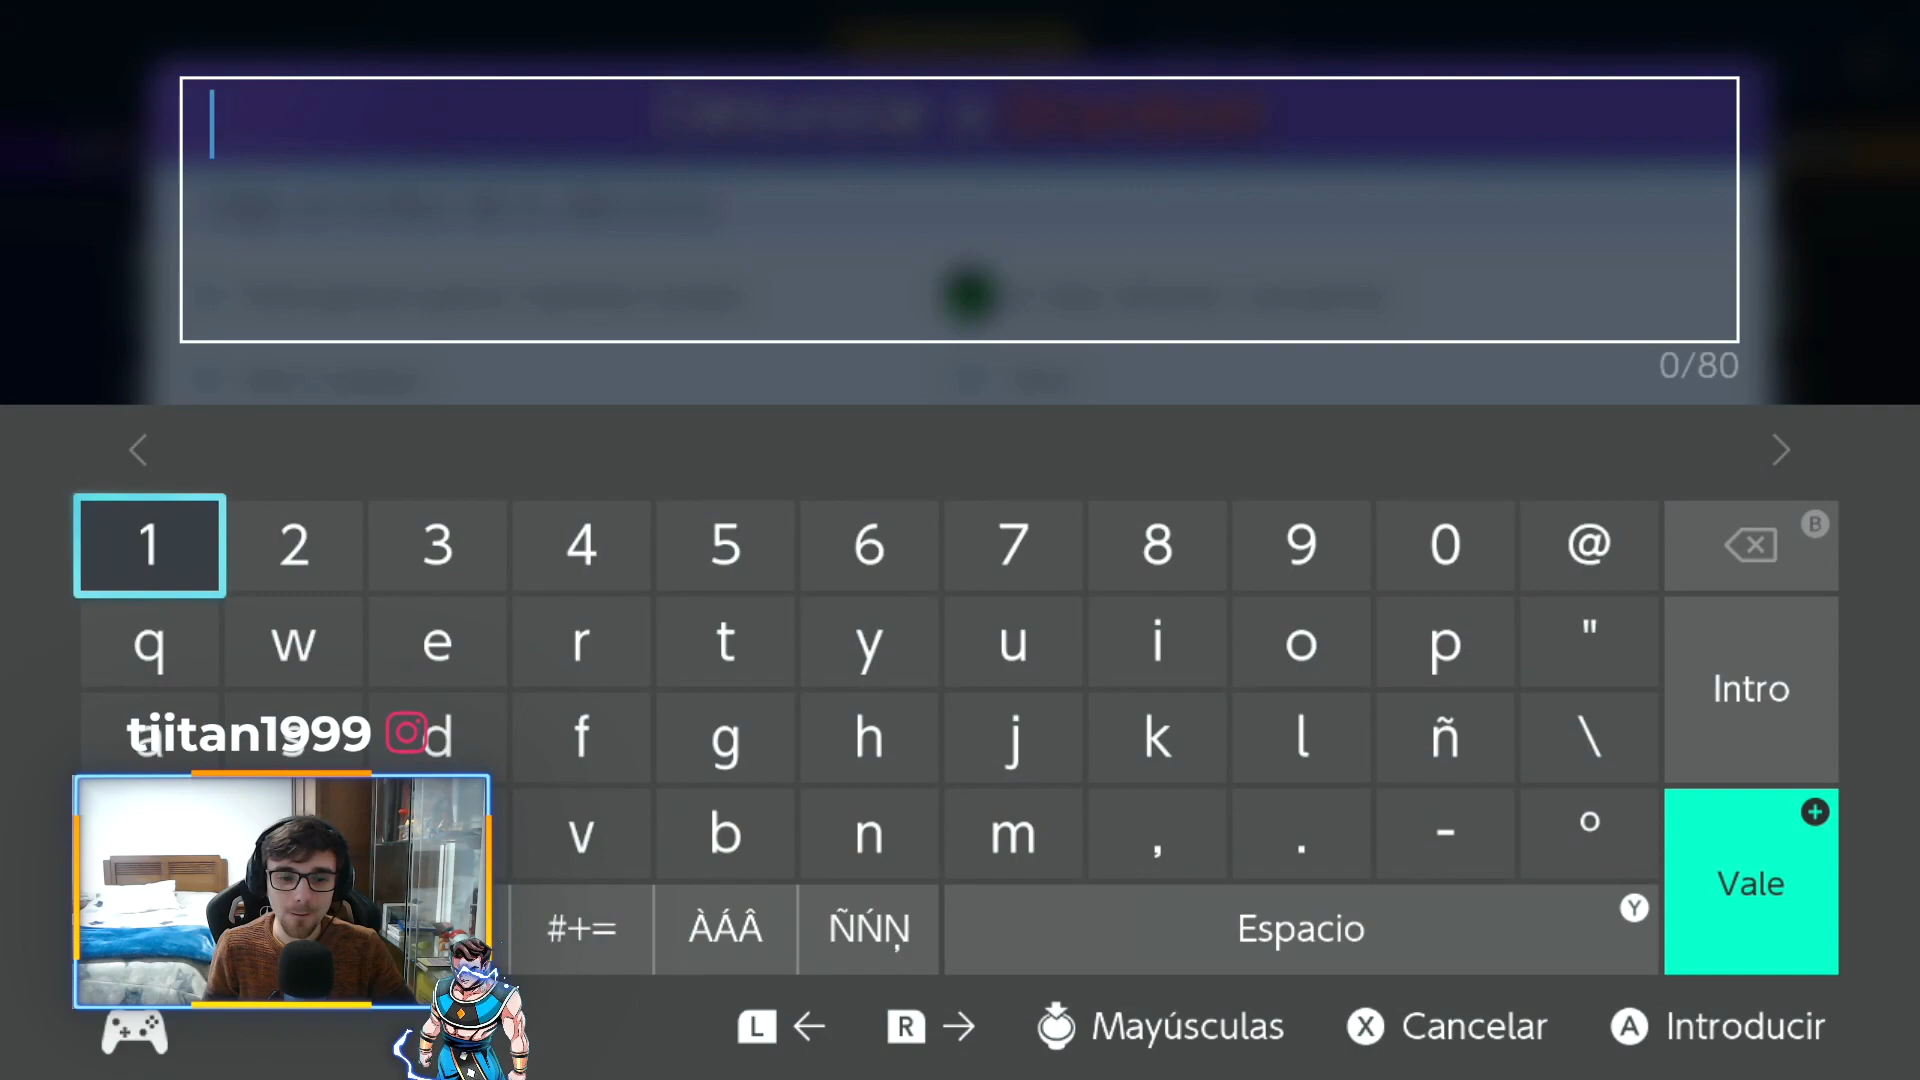 0/80
1 2 3 4 5 6 7 8 9 0 @ B
q w e r t y u i o p "
Intro
tiitan1999
a s d f g h j k l ñ \
v b n m , . - º
Vale
#+= ÀÁÂ ÑŃŅ Espacio Y
L ← R → Mayúsculas X Cancelar A Introducir